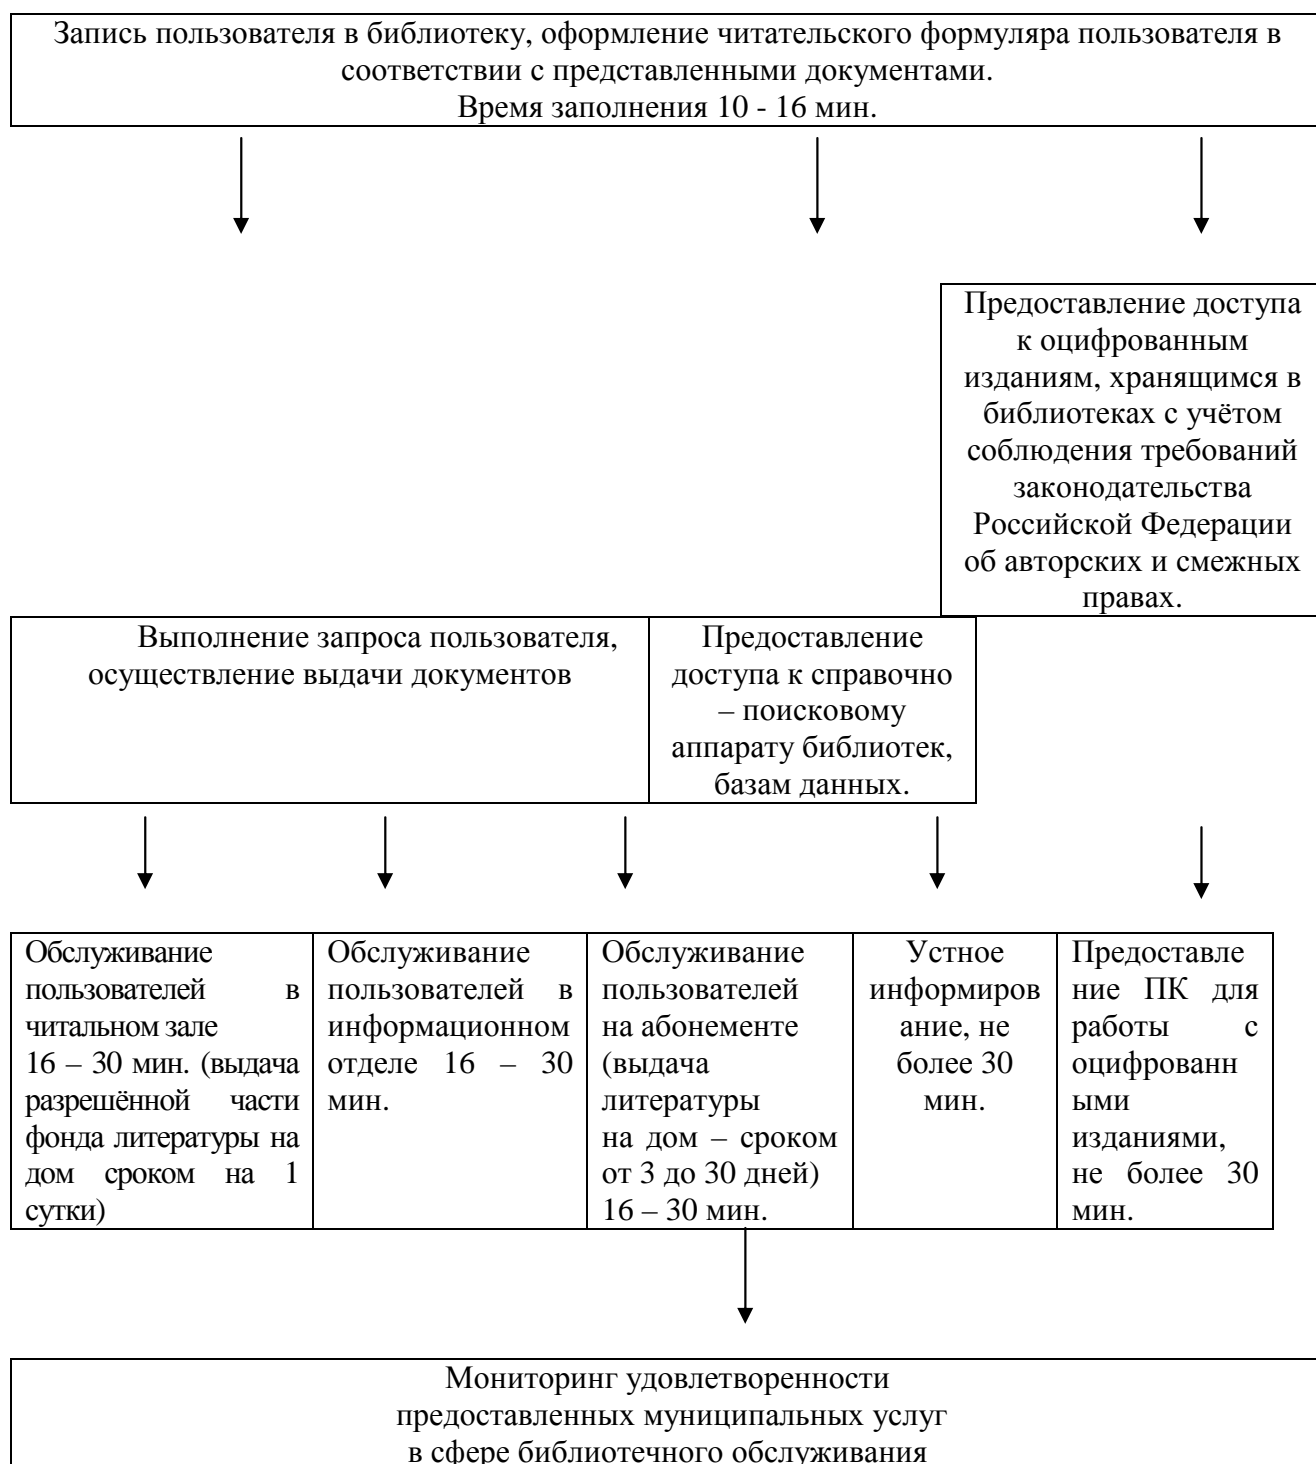 Запись пользователя в библиотеку, оформление читательского формуляра пользователя в
соответствии с представленными документами.
Время заполнения 10 - 16 мин.
Предоставление доступа
к оцифрованным
изданиям, хранящимся в
библиотеках с учётом
соблюдения требований
законодательства
Российской Федерации
об авторских и смежных
правах.
Выполнение запроса пользователя,
осуществление выдачи документов
Предоставление
доступа к справочно
– поисковому
аппарату библиотек,
базам данных.
Обслуживание
пользователей в
читальном зале
16 – 30 мин. (выдача
разрешённой части
фонда литературы на
дом сроком на 1
сутки)
Обслуживание
пользователей в
информационном
отделе 16 – 30
мин.
Обслуживание
пользователей
на абонементе
(выдача
литературы
на дом – сроком
от 3 до 30 дней)
16 – 30 мин.
Устное
информиров
ание, не
более 30
мин.
Предоставле
ние ПК для
работы с
оцифрованн
ыми
изданиями,
не более 30
мин.
Мониторинг удовлетворенности
предоставленных муниципальных услуг
в сфере библиотечного обслуживания